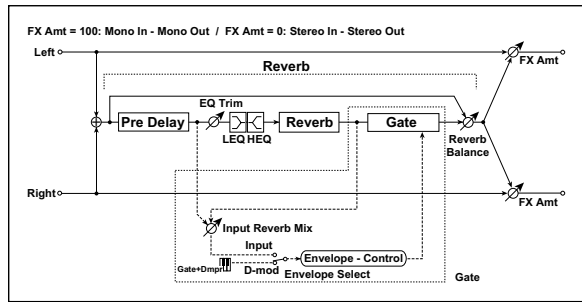 FX Amt = 100: Mono In - Mono Out / FX Amt = 0: Stereo In - Stereo Out
Left
FX Amt
Reverb
EQ Trim
Pre Delay
LEQ HEQ
Reverb
Gate
Reverb
Balance
Right
FX Amt
Input Reverb Mix
Input
Envelope - Control
D-mod
Gate+Dmpr
Envelope Select
Gate